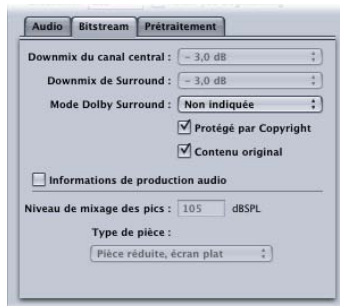 Audio Bitstream Prétraitement
Downmix du canal central : - 3,0 dB
Downmix de Surround : - 3,0 dB
Mode Dolby Surround : Non indiquée
Protégé par Copyright
Contenu original
Informations de production audio
Niveau de mixage des pics : 105 dBSPL
Type de pièce :
Pièce réduite, écran plat